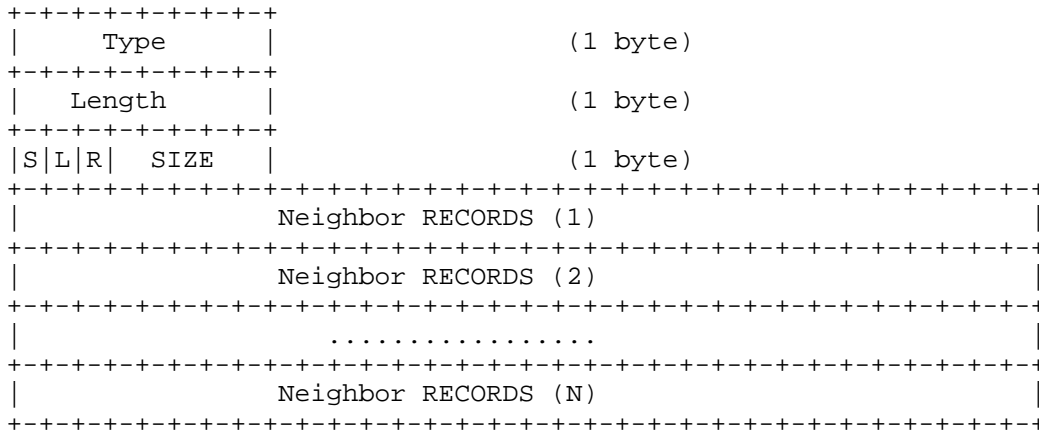 +-+-+-+-+-+-+-+-+
|     Type      |                  (1 byte)
+-+-+-+-+-+-+-+-+
|   Length      |                  (1 byte)
+-+-+-+-+-+-+-+-+
|S|L|R|  SIZE   |                  (1 byte)
+-+-+-+-+-+-+-+-+-+-+-+-+-+-+-+-+-+-+-+-+-+-+-+-+-+-+-+-+-+-+-+-+
|                Neighbor RECORDS (1)                           |
+-+-+-+-+-+-+-+-+-+-+-+-+-+-+-+-+-+-+-+-+-+-+-+-+-+-+-+-+-+-+-+-+
|                Neighbor RECORDS (2)                           |
+-+-+-+-+-+-+-+-+-+-+-+-+-+-+-+-+-+-+-+-+-+-+-+-+-+-+-+-+-+-+-+-+
|                   .................                           |
+-+-+-+-+-+-+-+-+-+-+-+-+-+-+-+-+-+-+-+-+-+-+-+-+-+-+-+-+-+-+-+-+
|                Neighbor RECORDS (N)                           |
+-+-+-+-+-+-+-+-+-+-+-+-+-+-+-+-+-+-+-+-+-+-+-+-+-+-+-+-+-+-+-+-+